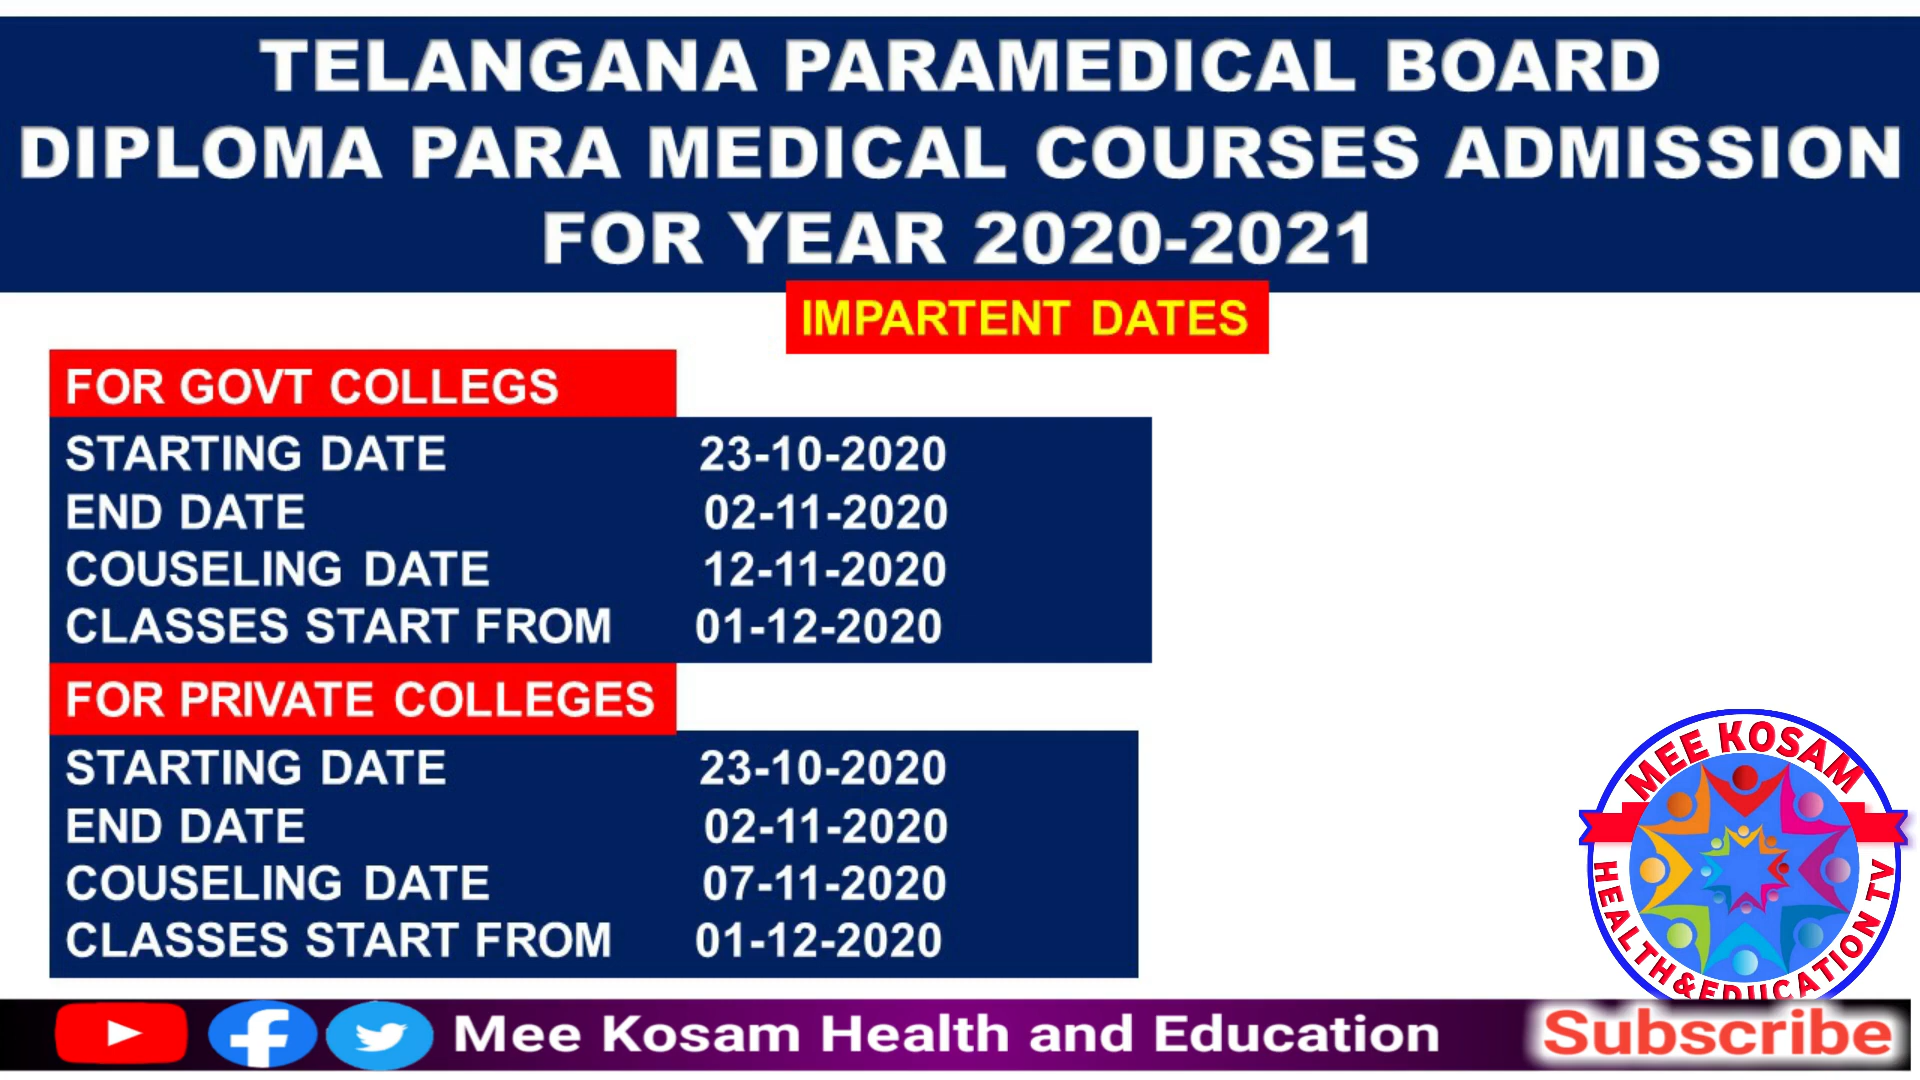 TELANGANA PARAMEDICAL BOARD
DIPLOMA PARA MEDICAL COURSES ADMISSION
FOR YEAR 2020-2021
IMPARTENT DATES
FOR GOVT COLLEGS
STARTING DATE 23-10-2020
END DATE 02-11-2020
COUSELING DATE 12-11-2020
CLASSES START FROM 01-12-2020
FOR PRIVATE COLLEGES
STARTING DATE 23-10-2020
END DATE 02-11-2020
COUSELING DATE 07-11-2020
CLASSES START FROM 01-12-2020
MEE KOSAM
HEALTH&EDUCATION TV
Mee Kosam Health and Education
Subscribe